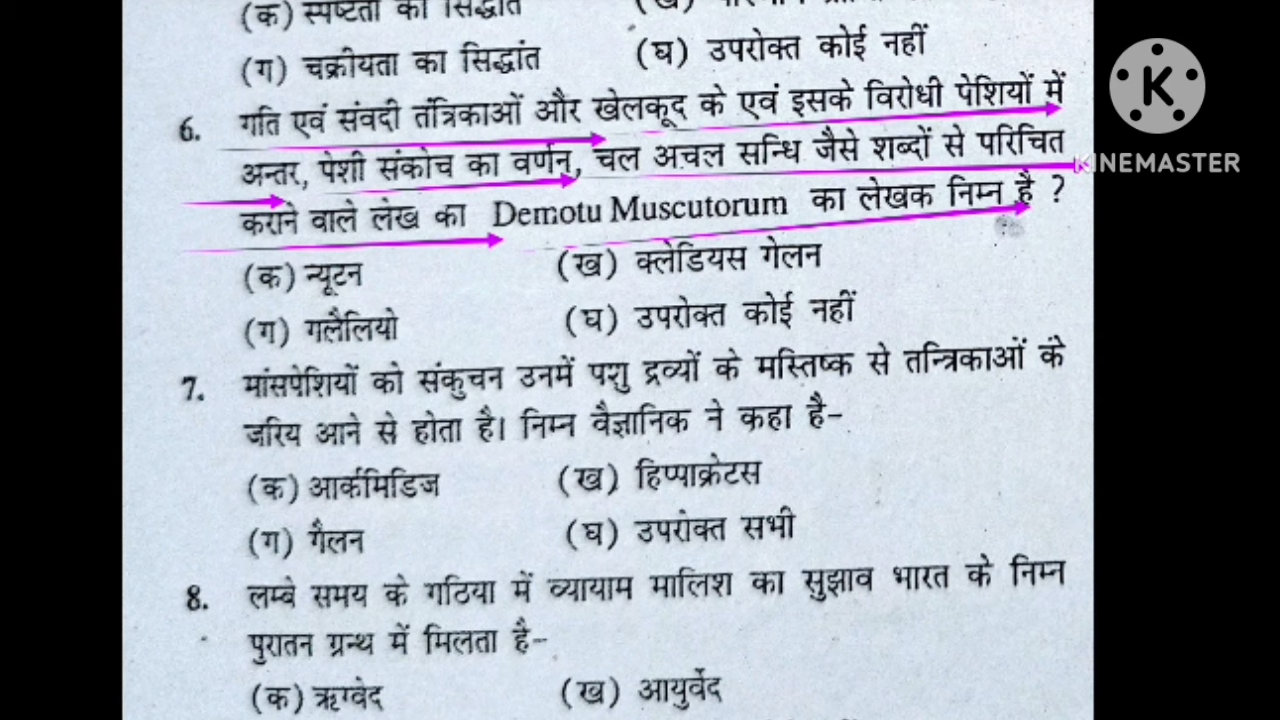 (क) स्पष्टता का सिद्धांत (ख)
(ग) चक्रीयता का सिद्धांत (घ) उपरोक्त कोई नहीं
6. गति एवं संवदी तंत्रिकाओं और खेलकूद के एवं इसके विरोधी पेशियों में
अन्तर, पेशी संकोच का वर्णन, चल अचल सन्धि जैसे शब्दों से परिचित
कराने वाले लेख का Demotu Muscutorum का लेखक निम्न है ?
(क) न्यूटन (ख) क्लेडियस गेलन
(ग) गलैलियो (घ) उपरोक्त कोई नहीं
7. मांसपेशियों को संकुचन उनमें पशु द्रव्यों के मस्तिष्क से तन्त्रिकाओं के
जरिय आने से होता है। निम्न वैज्ञानिक ने कहा है-
(क) आर्कमिडिज (ख) हिप्पाक्रेटस
(ग) गैलन (घ) उपरोक्त सभी
8. लम्बे समय के गठिया में व्यायाम मालिश का सुझाव भारत के निम्न
पुरातन ग्रन्थ में मिलता है-
(क) ऋग्वेद (ख) आयुर्वेद
K
KINEMASTER